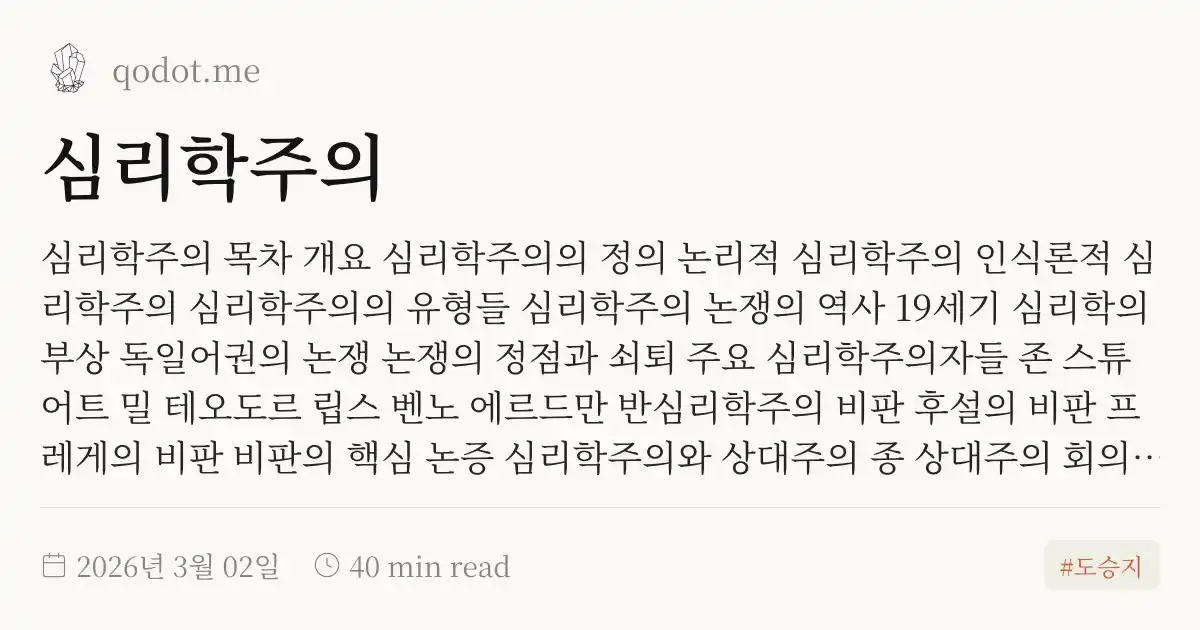 qodot.me
심리학주의
심리학주의 목차 개요 심리학주의의 정의 논리적 심리학주의 인식론적 심
리학주의 심리학주의의 유형들 심리학주의 논쟁의 역사 19세기 심리학의
부상 독일어권의 논쟁 논쟁의 정점과 쇠퇴 주요 심리학주의자들 존 스튜
어트 밀 테오도르 립스 벤노 에르드만 반심리학주의 비판 후설의 비판 프
레게의 비판 비판의 핵심 논증 심리학주의와 상대주의 종 상대주의 회의…
2026년 3월 02일 40 min read
#도승지